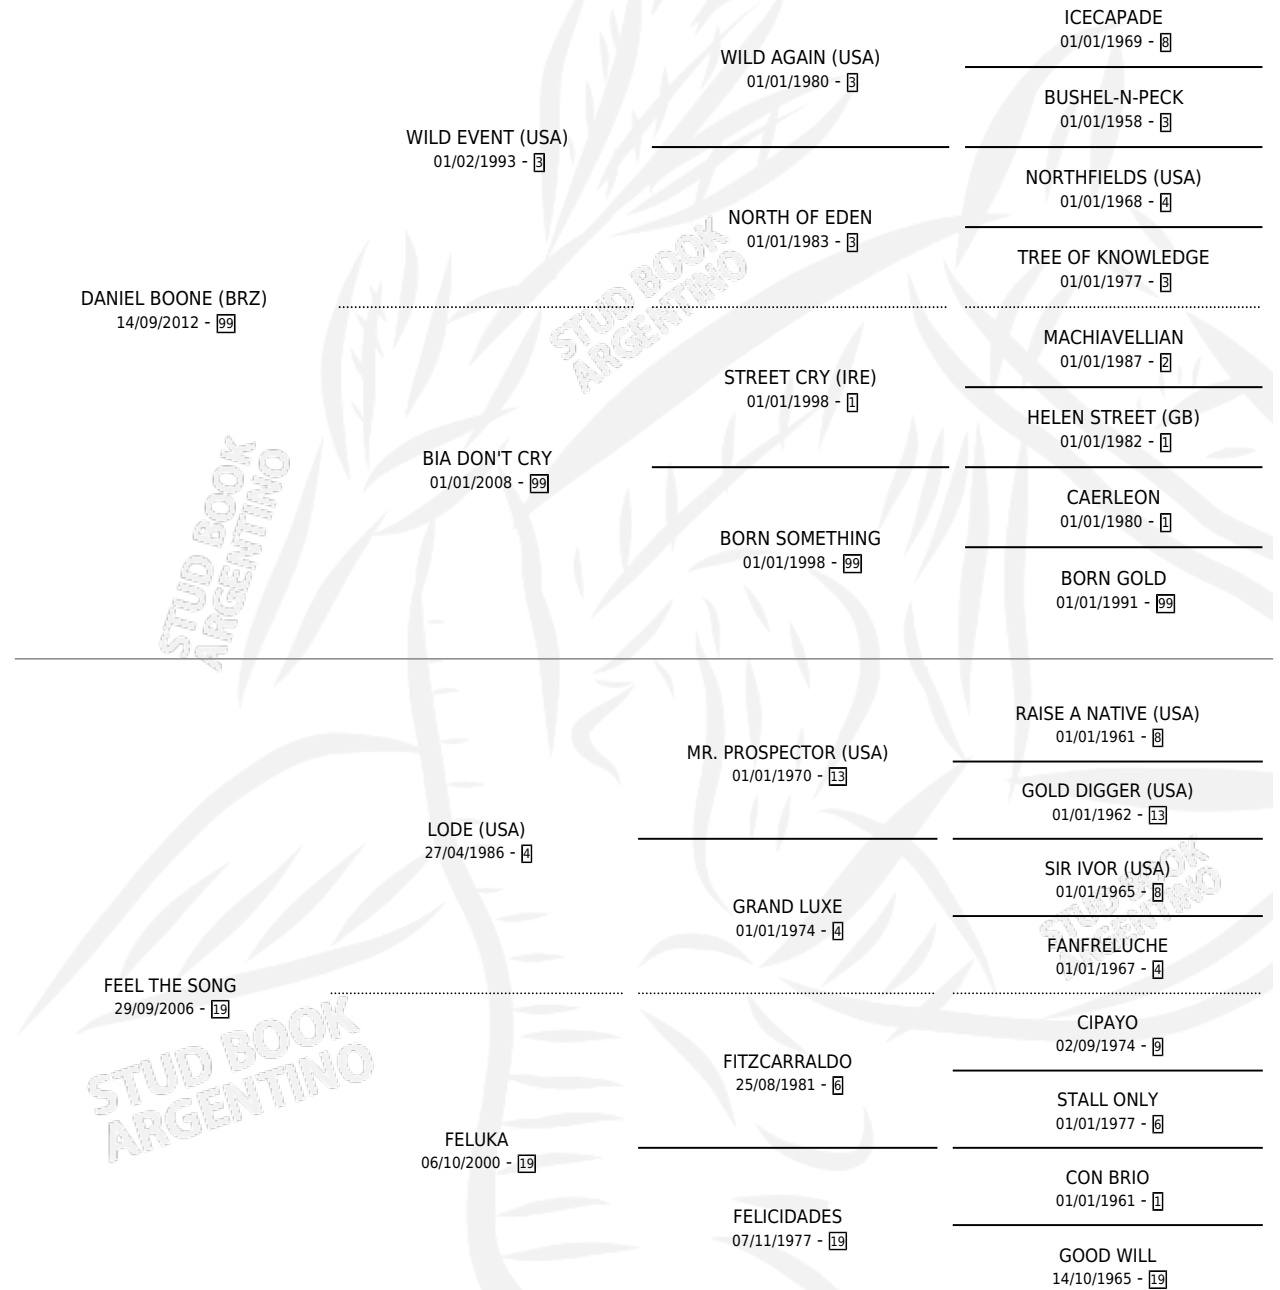 ICECAPADE
01/01/1969 - 8
WILD AGAIN (USA)
01/01/1980 - 3
BUSHEL-N-PECK
01/01/1958 - 3
WILD EVENT (USA)
01/02/1993 - 3
NORTHFIELDS (USA)
01/01/1968 - 4
NORTH OF EDEN
01/01/1983 - 3
TREE OF KNOWLEDGE
01/01/1977 - 3
DANIEL BOONE (BRZ)
14/09/2012 - 99
MACHIAVELLIAN
01/01/1987 - 2
STREET CRY (IRE)
01/01/1998 - 1
HELEN STREET (GB)
01/01/1982 - 1
BIA DON'T CRY
01/01/2008 - 99
CAERLEON
01/01/1980 - 1
BORN SOMETHING
01/01/1998 - 99
BORN GOLD
01/01/1991 - 99
STUD BOOK
ARGENTINO
STUD BOOK
ARGENTINO
RAISE A NATIVE (USA)
01/01/1961 - 8
MR. PROSPECTOR (USA)
01/01/1970 - 13
GOLD DIGGER (USA)
01/01/1962 - 13
LODE (USA)
27/04/1986 - 4
SIR IVOR (USA)
01/01/1965 - 8
GRAND LUXE
01/01/1974 - 4
FANFRELUCHE
01/01/1967 - 4
FEEL THE SONG
29/09/2006 - 19
CIPAYO
02/09/1974 - 9
FITZCARRALDO
25/08/1981 - 6
STALL ONLY
01/01/1977 - 6
FELUKA
06/10/2000 - 19
CON BRIO
01/01/1961 - 1
FELICIDADES
07/11/1977 - 19
GOOD WILL
14/10/1965 - 19
STUD BOOK
ARGENTINO
STUD BOOK
ARGENTINO